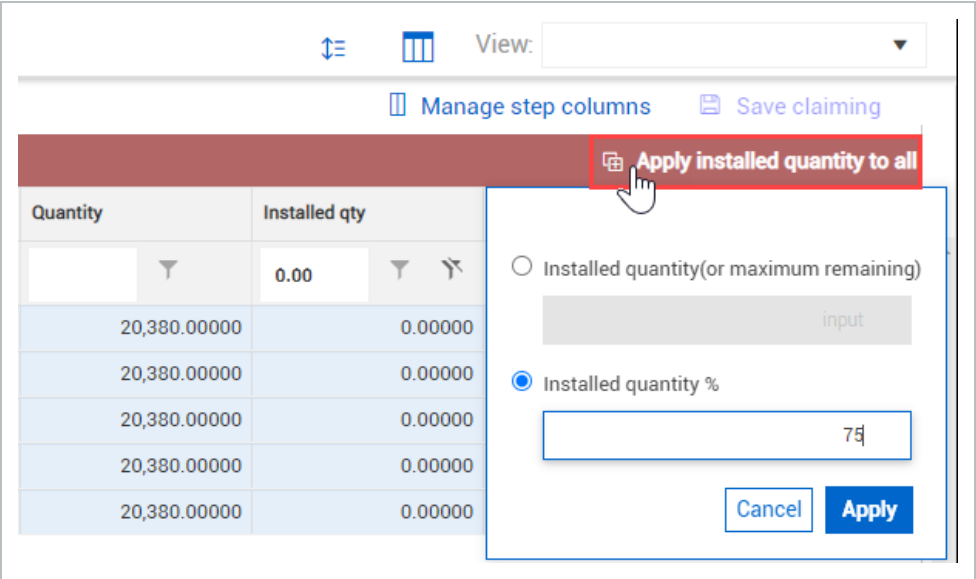 View:
Manage step columns Save claiming
Apply installed quantity to all
Quantity Installed qty
0.00
Installed quantity(or maximum remaining)
input
20,380.00000 0.00000
20,380.00000 0.00000
Installed quantity %
20,380.00000 0.00000
75
20,380.00000 0.00000
20,380.00000 0.00000
Cancel Apply